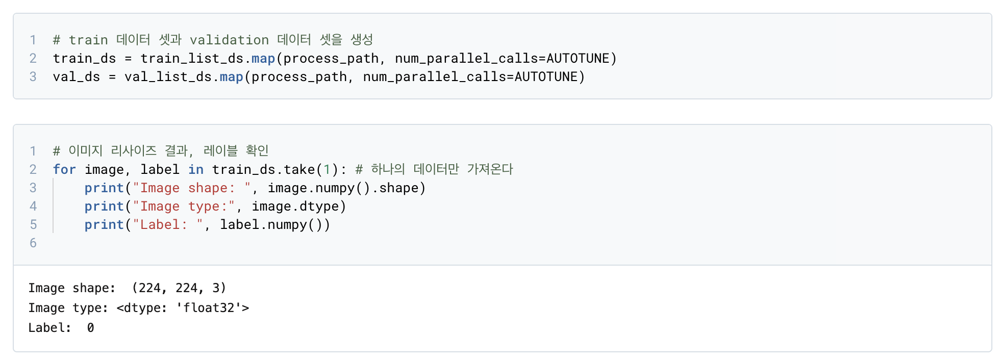 1 # train 데이터 셋과 validation 데이터 셋을 생성
2 train_ds = train_list_ds.map(process_path, num_parallel_calls=AUTOTUNE)
3 val_ds = val_list_ds.map(process_path, num_parallel_calls=AUTOTUNE)
1 # 이미지 리사이즈 결과, 레이블 확인
2 for image, label in train_ds.take(1): # 하나의 데이터만 가져온다
3     print("Image shape: ", image.numpy().shape)
4     print("Image type:", image.dtype)
5     print("Label: ", label.numpy())
6
Image shape:  (224, 224, 3)
Image type: <dtype: 'float32'>
Label:  0